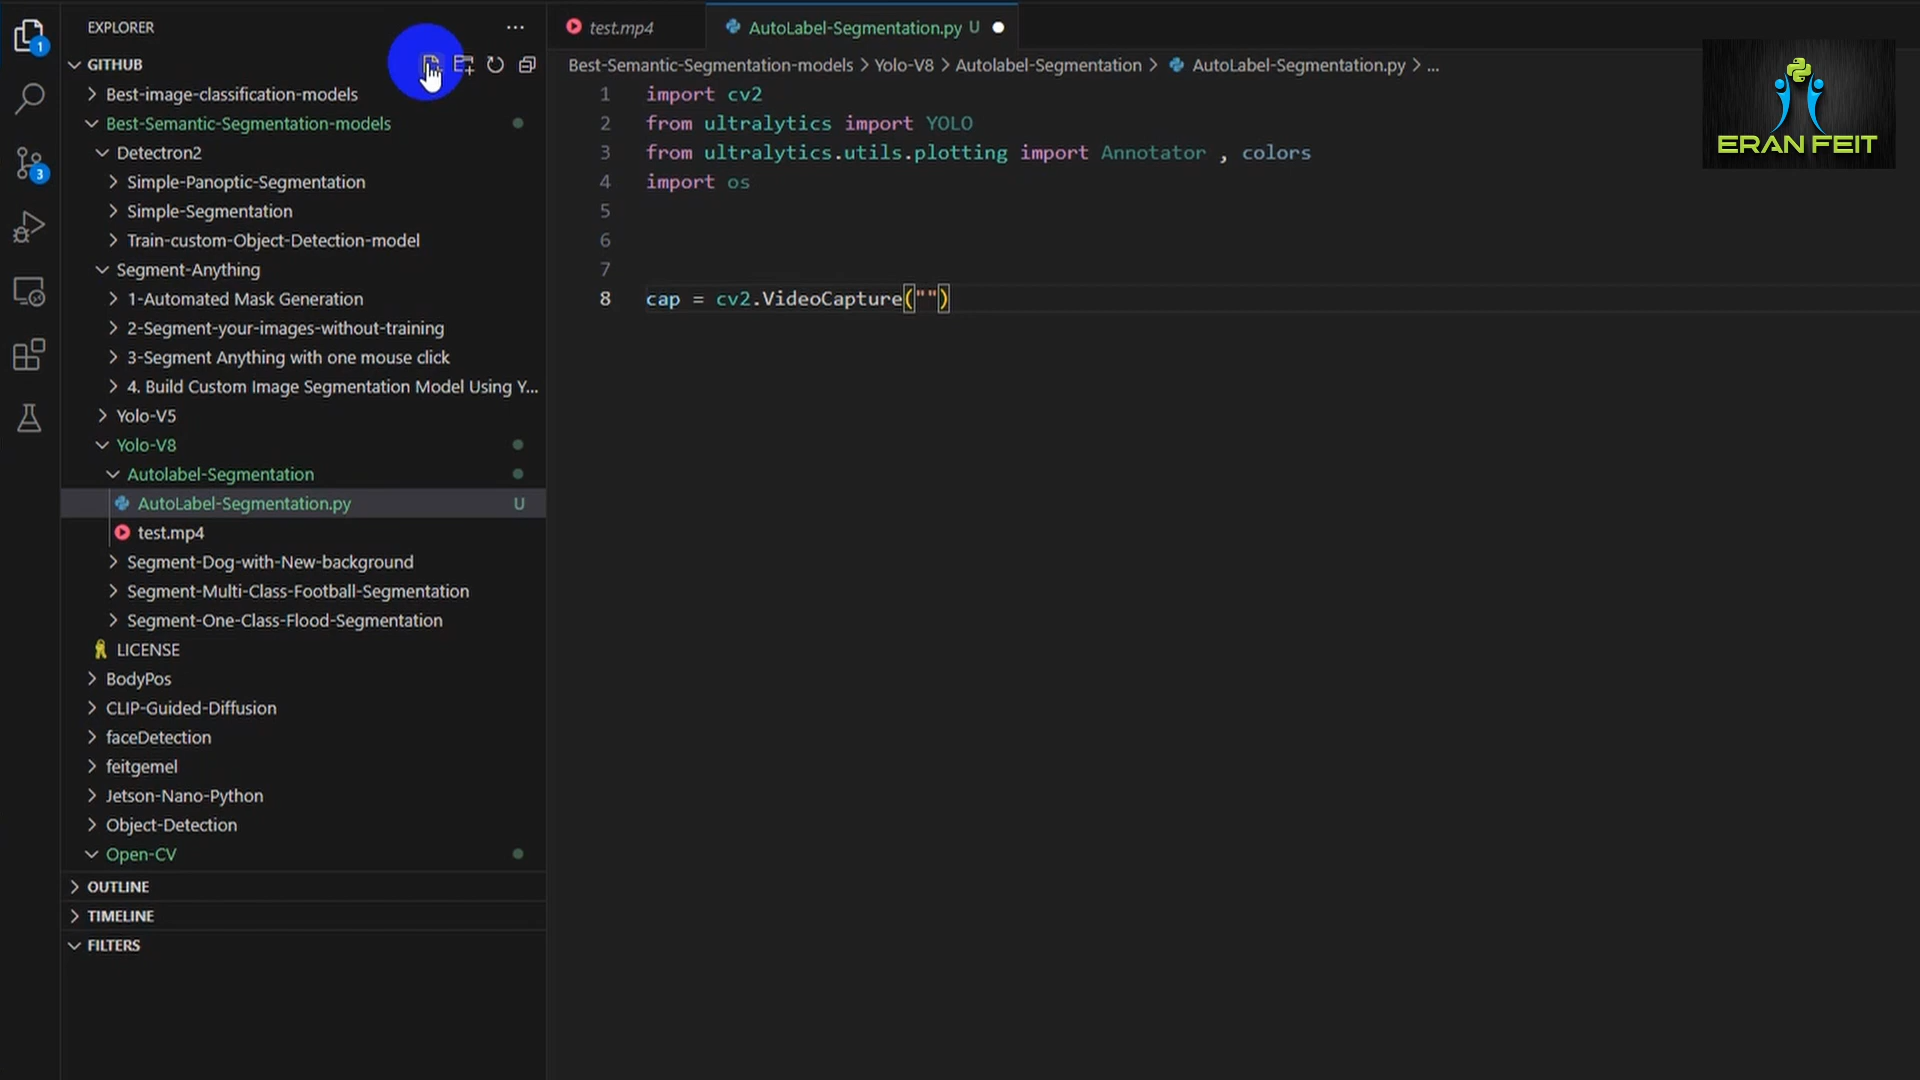 EXPLORER
GITHUB
Best-image-classification-models
Best-Semantic-Segmentation-models
Detectron2
Simple-Panoptic-Segmentation
Simple-Segmentation
Train-custom-Object-Detection-model
Segment-Anything
1-Automated Mask Generation
2-Segment-your-images-without-training
3-Segment Anything with one mouse click
4. Build Custom Image Segmentation Model Using Y...
Yolo-V5
Yolo-V8
Autolabel-Segmentation
AutoLabel-Segmentation.py U
test.mp4
Segment-Dog-with-New-background
Segment-Multi-Class-Football-Segmentation
Segment-One-Class-Flood-Segmentation
LICENSE
BodyPos
CLIP-Guided-Diffusion
faceDetection
feitgemel
Jetson-Nano-Python
Object-Detection
Open-CV
OUTLINE
TIMELINE
FILTERS
1
3
test.mp4
AutoLabel-Segmentation.py U
Best-Semantic-Segmentation-models > Yolo-V8 > Autolabel-Segmentation > AutoLabel-Segmentation.py > ...
1 import cv2
2 from ultralytics import YOLO
3 from ultralytics.utils.plotting import Annotator , colors
4 import os
5
6
7
8 cap = cv2.VideoCapture("")
ERAN FEIT